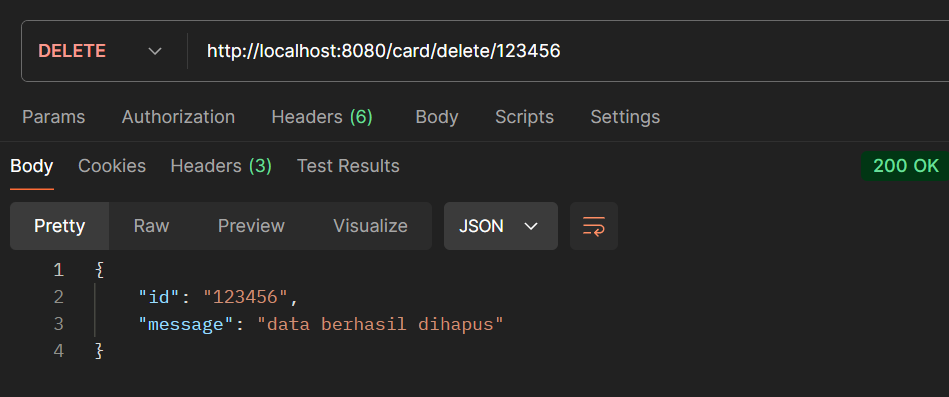 DELETE http://localhost:8080/card/delete/123456
Params Authorization Headers (6) Body Scripts Settings
Body Cookies Headers (3) Test Results 200 OK
Pretty Raw Preview Visualize JSON
1 {
2 "id": "123456",
3 "message": "data berhasil dihapus"
4 }